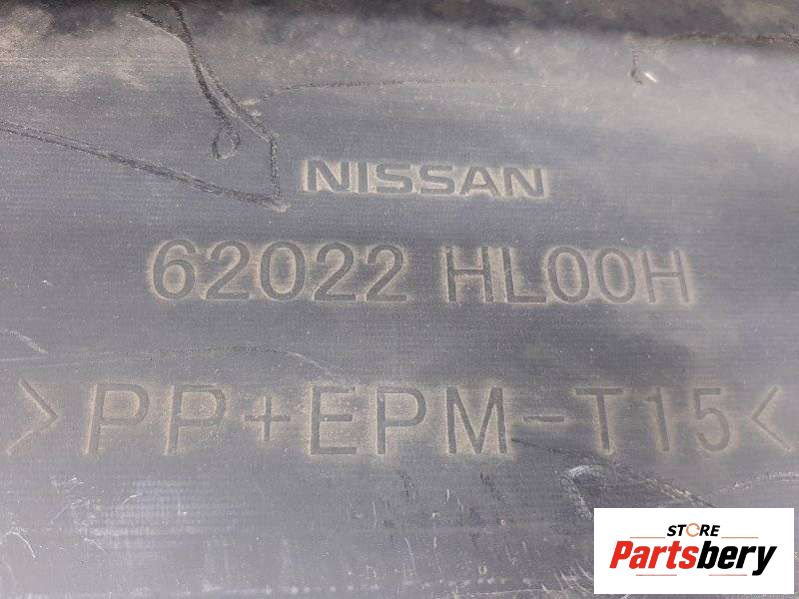 NISSAN
62022 HL00H
>PP+EPM-T15<
STORE
Partsbery